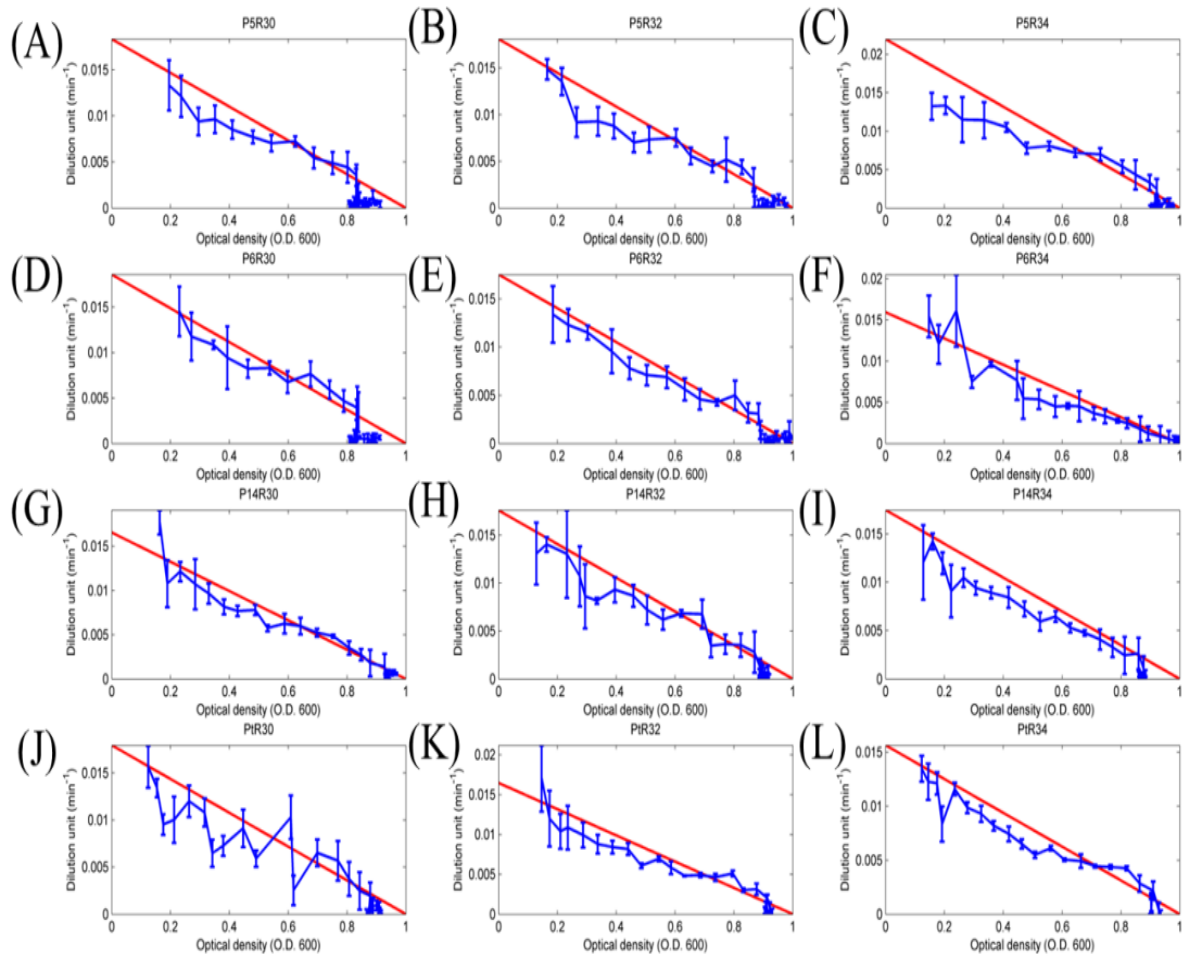 (A) P5R30
Dilution unit (min⁻¹)
0.015
0.01
0.005
0
0 0.2 0.4 0.6 0.8 1
Optical density (O.D. 600)
(B) P5R32
Dilution unit (min⁻¹)
0.015
0.01
0.005
0
0 0.2 0.4 0.6 0.8 1
Optical density (O.D. 600)
(C) P5R34
Dilution unit (min⁻¹)
0.02
0.015
0.01
0.005
0
0 0.2 0.4 0.6 0.8 1
Optical density (O.D. 600)
(D) P6R30
Dilution unit (min⁻¹)
0.015
0.01
0.005
0
0 0.2 0.4 0.6 0.8 1
Optical density (O.D. 600)
(E) P6R32
Dilution unit (min⁻¹)
0.015
0.01
0.005
0
0 0.2 0.4 0.6 0.8 1
Optical density (O.D. 600)
(F) P6R34
Dilution unit (min⁻¹)
0.02
0.015
0.01
0.005
0
0 0.2 0.4 0.6 0.8 1
Optical density (O.D. 600)
(G) P14R30
Dilution unit (min⁻¹)
0.015
0.01
0.005
0
0 0.2 0.4 0.6 0.8 1
Optical density (O.D. 600)
(H) P14R32
Dilution unit (min⁻¹)
0.015
0.01
0.005
0
0 0.2 0.4 0.6 0.8 1
Optical density (O.D. 600)
(I) P14R34
Dilution unit (min⁻¹)
0.015
0.01
0.005
0
0 0.2 0.4 0.6 0.8 1
Optical density (O.D. 600)
(J) PtR30
Dilution unit (min⁻¹)
0.015
0.01
0.005
0
0 0.2 0.4 0.6 0.8 1
Optical density (O.D. 600)
(K) PtR32
Dilution unit (min⁻¹)
0.02
0.015
0.01
0.005
0
0 0.2 0.4 0.6 0.8 1
Optical density (O.D. 600)
(L) PtR34
Dilution unit (min⁻¹)
0.015
0.01
0.005
0
0 0.2 0.4 0.6 0.8 1
Optical density (O.D. 600)